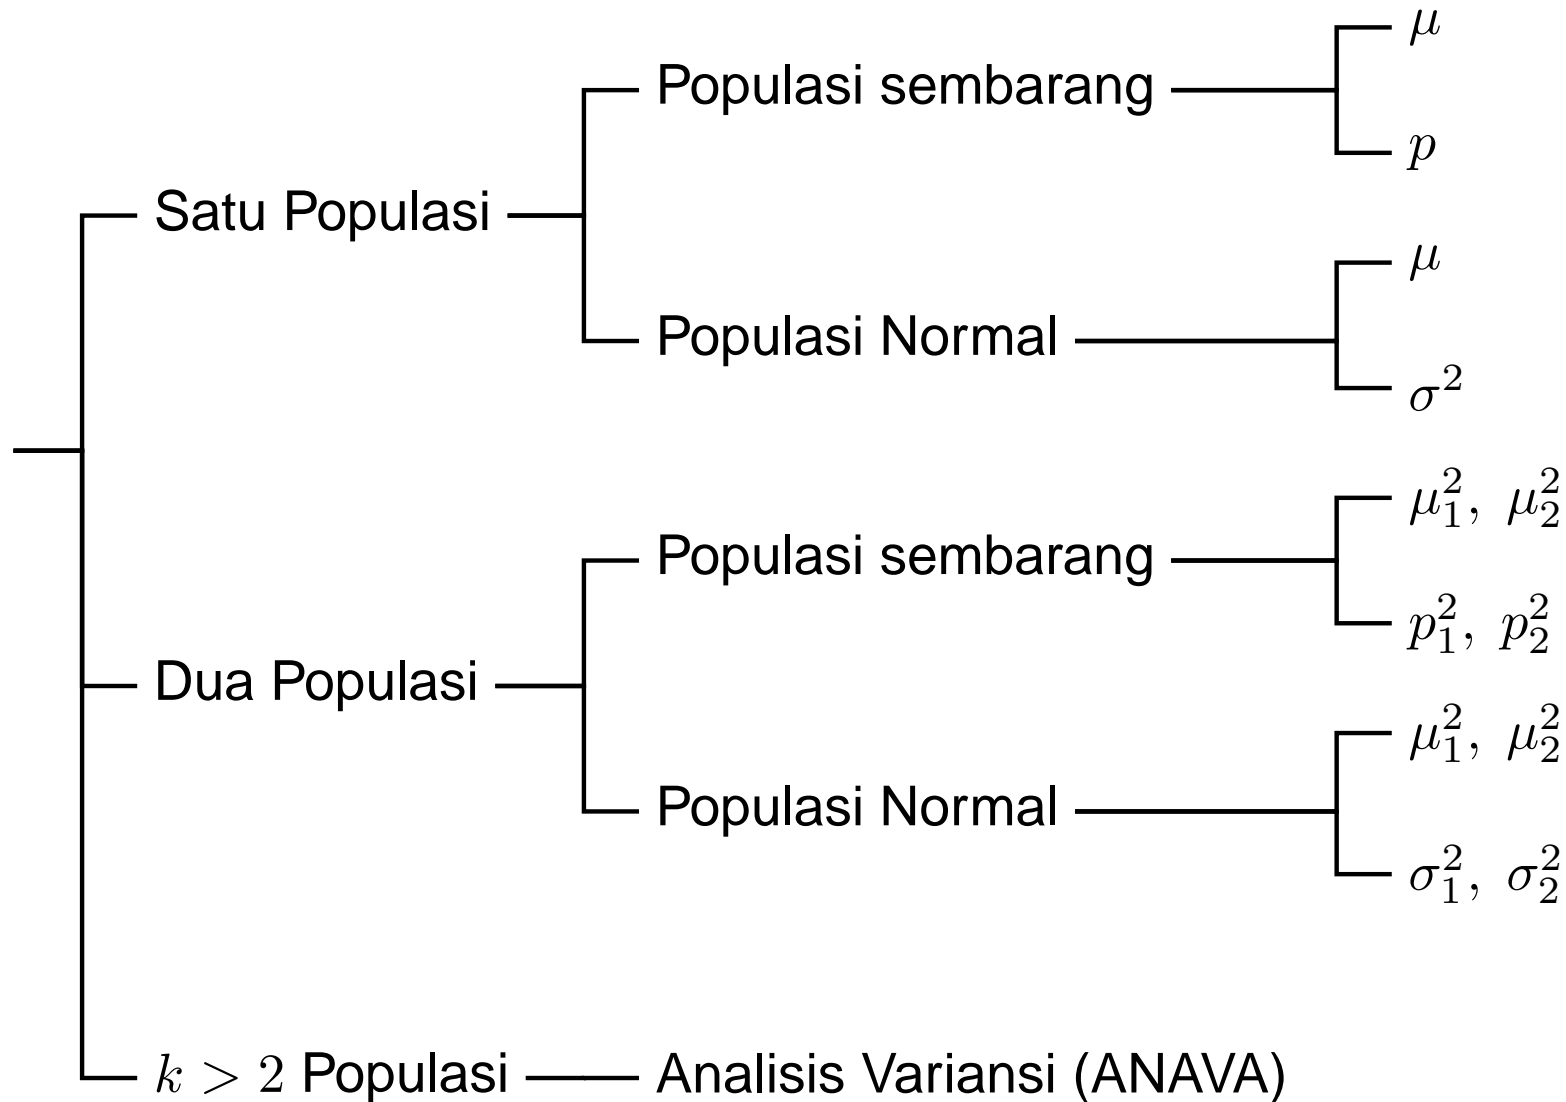 μ
Populasi sembarang
p
Satu Populasi
μ
Populasi Normal
σ²
μ₁², μ₂²
Populasi sembarang
p₁², p₂²
Dua Populasi
μ₁², μ₂²
Populasi Normal
σ₁², σ₂²
k > 2 Populasi
Analisis Variansi (ANAVA)